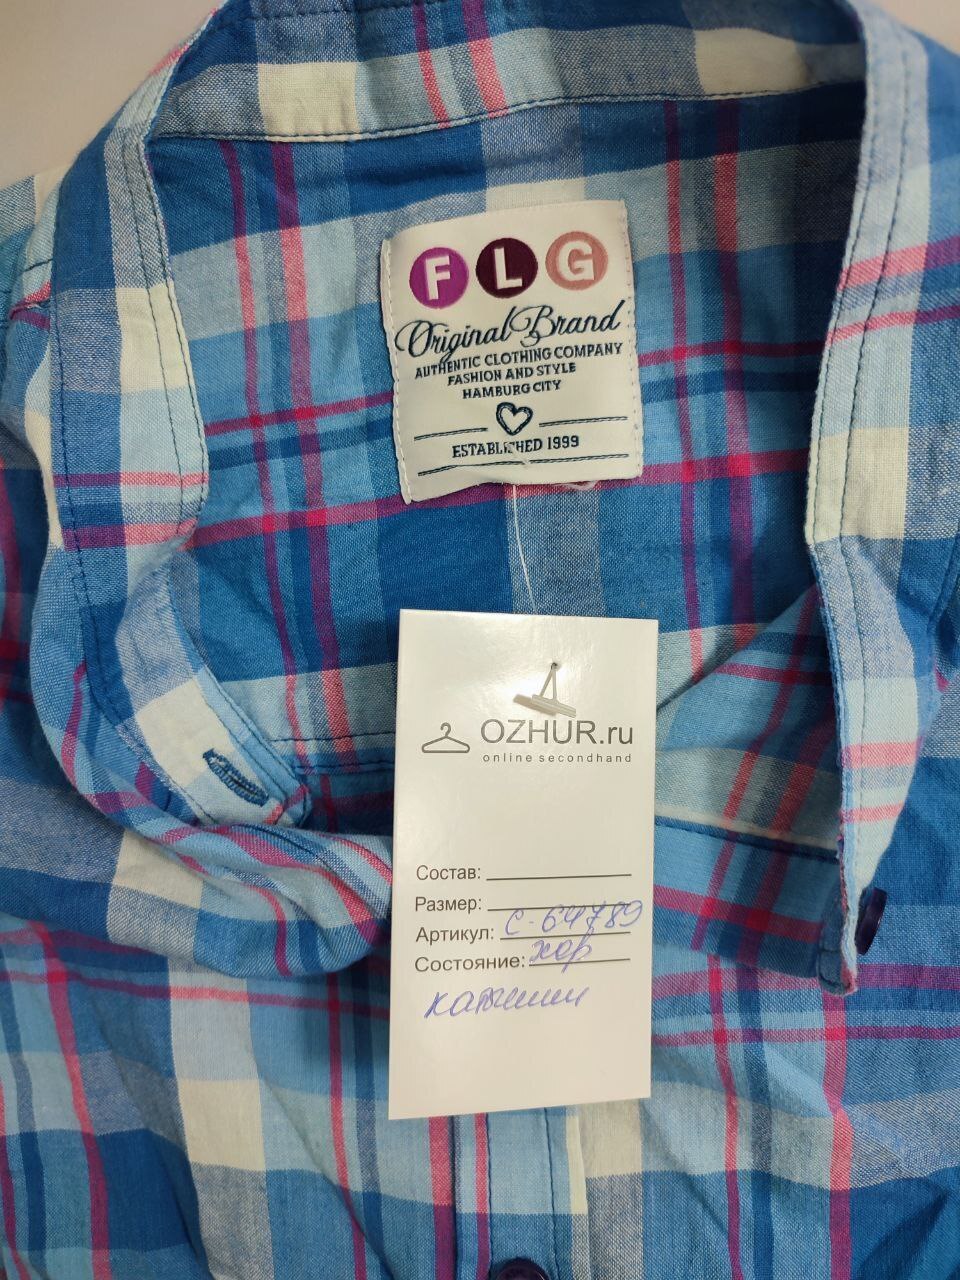 F L G
Original Brand
AUTHENTIC CLOTHING COMPANY
FASHION AND STYLE
HAMBURG CITY
ESTABLISHED 1999
OZHUR.ru
online secondhand
Состав:
Размер:
Артикул: С-64789
Состояние: хор
катышки